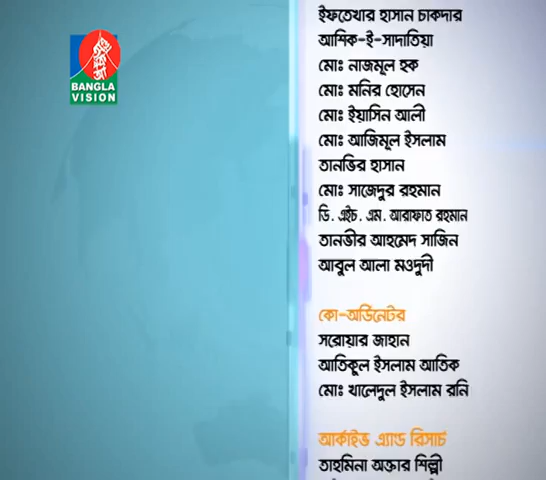 BANGLA
VISION
ইফতেখার হাসান চাকদার
আশিক-ই-সাদাতিয়া
মোঃ নাজমূল হক
মোঃ মনির হোসেন
মোঃ ইয়াসিন আলী
মোঃ আজিমূল ইসলাম
তানভির হাসান
মোঃ সাজেদুর রহমান
ডি. এইচ. এম. আরাফাত রহমান
তানভীর আহমেদ সাজিন
আবুল আলা মওদুদী
কো-অর্ডিনেটর
সরোয়ার জাহান
আতিকুল ইসলাম আতিক
মোঃ খালেদুল ইসলাম রনি
আর্কাইভ এ্যান্ড রিসার্চ
তাহমিনা অক্তার শিল্পী